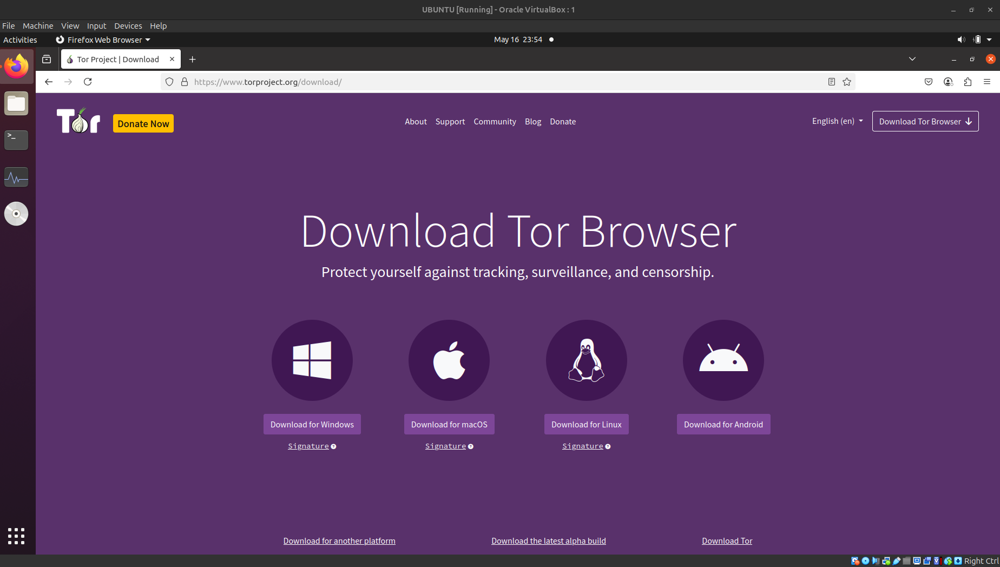 UBUNTU [Running] - Oracle VirtualBox : 1
File Machine View Input Devices Help
Activities Firefox Web Browser May 16 23:54
Tor Project | Download
https://www.torproject.org/download/
Tor Donate Now About Support Community Blog Donate English (en) Download Tor Browser
Download Tor Browser
Protect yourself against tracking, surveillance, and censorship.
Download for Windows Download for macOS Download for Linux Download for Android
Signature Signature Signature
Download for another platform Download the latest alpha build Download Tor
Right Ctrl